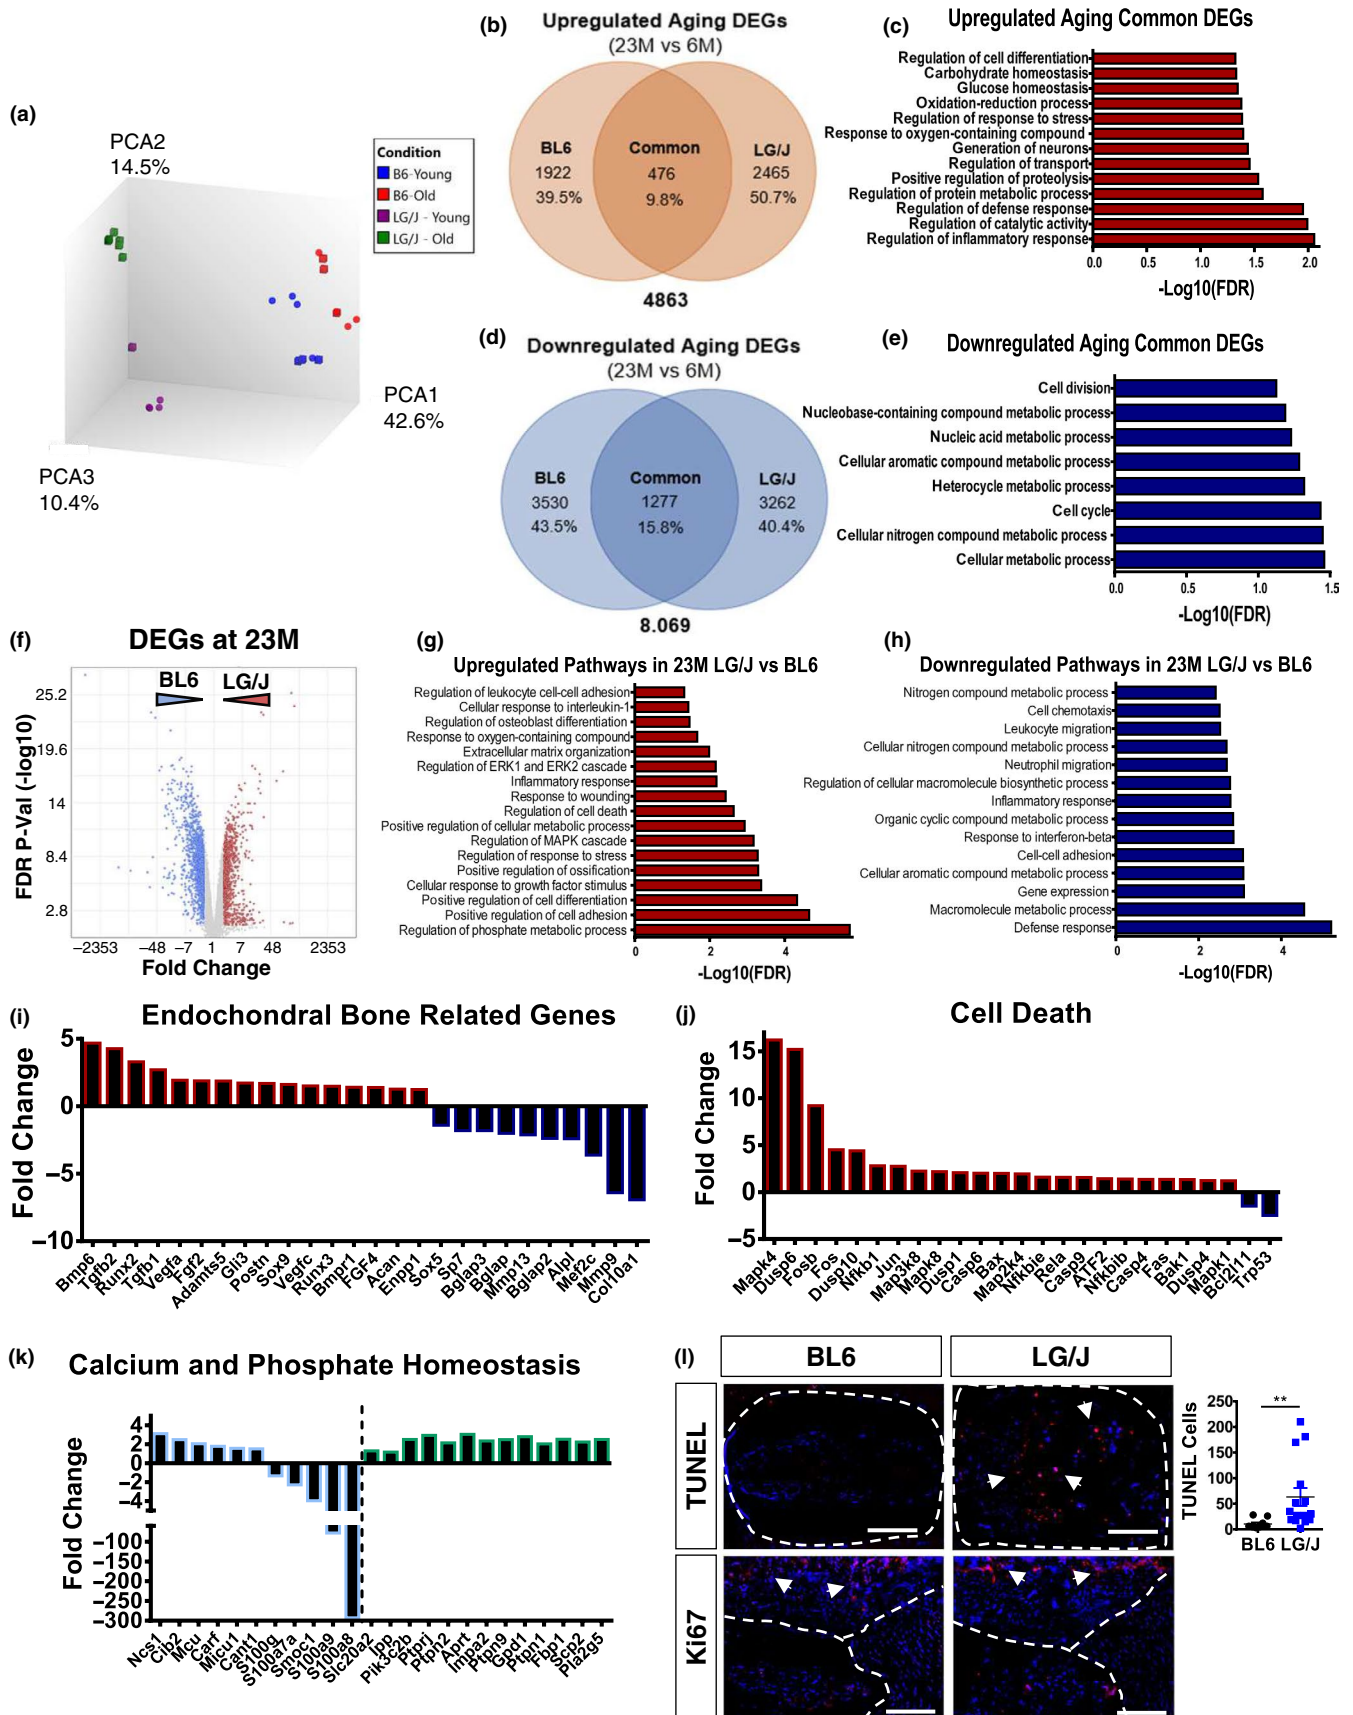 (a)
PCA2
14.5%
Condition
B6-Young
B6-Old
LG/J - Young
LG/J - Old
PCA1
42.6%
PCA3
10.4%
(b)
Upregulated Aging DEGs
(23M vs 6M)
BL6
1922
39.5%
Common
476
9.8%
LG/J
2465
50.7%
4863
(c)
Upregulated Aging Common DEGs
Regulation of cell differentiation
Carbohydrate homeostasis
Glucose homeostasis
Oxidation-reduction process
Regulation of response to stress
Response to oxygen-containing compound
Generation of neurons
Regulation of transport
Positive regulation of proteolysis
Regulation of protein metabolic process
Regulation of defense response
Regulation of catalytic activity
Regulation of inflammatory response
0.0 0.5 1.0 1.5 2.0
-Log10(FDR)
(d)
Downregulated Aging DEGs
(23M vs 6M)
BL6
3530
43.5%
Common
1277
15.8%
LG/J
3262
40.4%
8.069
(e)
Downregulated Aging Common DEGs
Cell division
Nucleobase-containing compound metabolic process
Nucleic acid metabolic process
Cellular aromatic compound metabolic process
Heterocycle metabolic process
Cell cycle
Cellular nitrogen compound metabolic process
Cellular metabolic process
0.0 0.5 1.0 1.5
-Log10(FDR)
(f)
DEGs at 23M
BL6 LG/J
FDR P-Val (-log10)
25.2
19.6
14
8.4
2.8
−2353 −48 −7 1 7 48 2353
Fold Change
(g)
Upregulated Pathways in 23M LG/J vs BL6
Regulation of leukocyte cell-cell adhesion
Cellular response to interleukin-1
Regulation of osteoblast differentiation
Response to oxygen-containing compound
Extracellular matrix organization
Regulation of ERK1 and ERK2 cascade
Inflammatory response
Response to wounding
Regulation of cell death
Positive regulation of cellular metabolic process
Regulation of MAPK cascade
Regulation of response to stress
Positive regulation of ossification
Cellular response to growth factor stimulus
Positive regulation of cell differentiation
Positive regulation of cell adhesion
Regulation of phosphate metabolic process
0 2 4
-Log10(FDR)
(h)
Downregulated Pathways in 23M LG/J vs BL6
Nitrogen compound metabolic process
Cell chemotaxis
Leukocyte migration
Cellular nitrogen compound metabolic process
Neutrophil migration
Regulation of cellular macromolecule biosynthetic process
Inflammatory response
Organic cyclic compound metabolic process
Response to interferon-beta
Cell-cell adhesion
Cellular aromatic compound metabolic process
Gene expression
Macromolecule metabolic process
Defense response
0 2 4
-Log10(FDR)
(i)
Endochondral Bone Related Genes
Fold Change
5
0
−5
−10
Bmp6 Tgfb2 Runx2 Tgfb1 Vegfa Fgf2 Adamts5 Gli3 Postn Sox9 Vegfc Runx3 Bmpr1 FGF4 Acan Enpp1 Sox5 Sp7 Bglap3 Bglap Mmp13 Bglap2 Alpl Mef2c Mmp9 Col10a1
(j)
Cell Death
Fold Change
15
10
5
0
−5
Mapk4 Dusp6 Fosb Fos Dusp10 Nfkb1 Jun Map3k8 Mapk8 Dusp1 Casp6 Bax Map2k4 Nfkbie Rela Casp9 ATF2 Nfkbib Casp4 Fas Bak1 Dusp4 Mapk1 Bcl2l11 Trp53
(k)
Calcium and Phosphate Homeostasis
Fold Change
4
2
0
−2
−4
−100
−150
−200
−250
−300
Ncs1 Cib2 Mcu Carf Micu1 Cant1 S100g S100a7a Smoc1 S100a9 S100a8 Slc20a2 Ipp Pik3c2b Ptprj Ptph2 Aprt Impa2 Ptpn9 Gpd1 Ptpn1 Fbp1 Scp2 Pla2g5
(l)
BL6 LG/J
TUNEL
Ki67
TUNEL Cells
250
200
150
100
50
0
**
BL6 LG/J